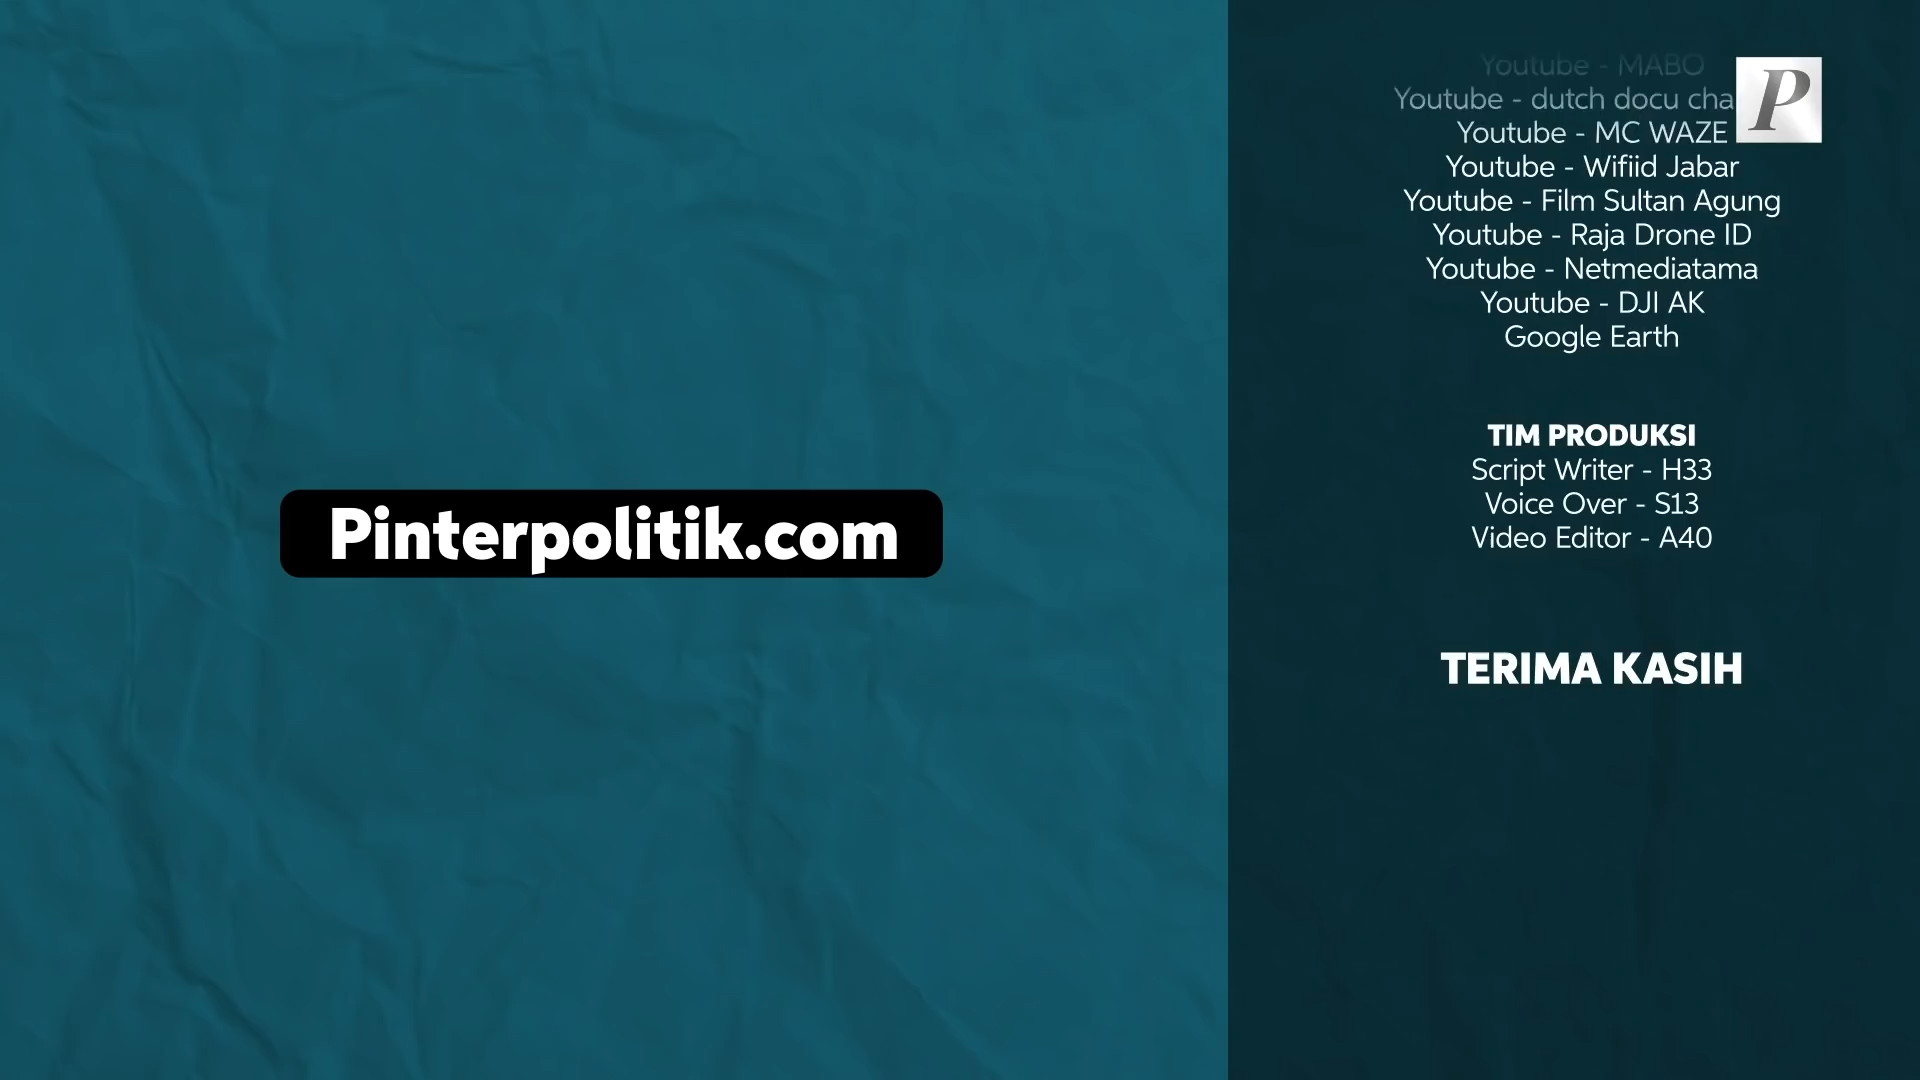 Pinterpolitik.com
Youtube - MABO
Youtube - dutch docu cha
P
Youtube - MC WAZE
Youtube - Wifiid Jabar
Youtube - Film Sultan Agung
Youtube - Raja Drone ID
Youtube - Netmediatama
Youtube - DJI AK
Google Earth
TIM PRODUKSI
Script Writer - H33
Voice Over - S13
Video Editor - A40
TERIMA KASIH